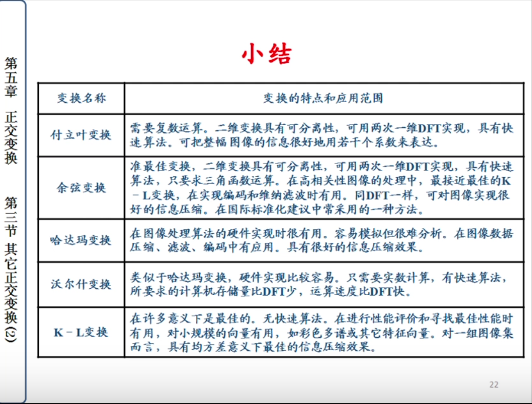 小结
第五章 正交变换
第三节 其它正交变换(2)
变换名称
变换的特点和应用范围
付立叶变换
需要复数运算。二维变换具有可分离性，可用两次一维DFT实现，具有快
速算法。可把整幅图像的信息很好地用若干个系数来表达。
余弦变换
准最佳变换，二维变换具有可分离性，可用两次一维DFT实现，具有快速
算法，只要求三角函数运算。在高相关性图像的处理中，最接近最佳的K
－L变换，在实现编码和维纳滤波时有用。同DFT一样，可对图像实现很
好的信息压缩。在国际标准化建议中常采用的一种方法。
哈达玛变换
在图像处理算法的硬件实现时很有用。容易模拟但很难分析。在图像数据
压缩、滤波、编码中有应用。具有很好的信息压缩效果。
沃尔什变换
类似于哈达玛变换，硬件实现比较容易。只需要实数计算，有快速算法，
所要求的计算机存储量比DFT少，运算速度比DFT快。
K－L变换
在许多意义下是最佳的。无快速算法。在进行性能评价和寻找最佳性能时
有用，对小规模的向量有用，如彩色多谱或其它特征向量。对一组图像集
而言，具有均方差意义下最佳的信息压缩效果。
22